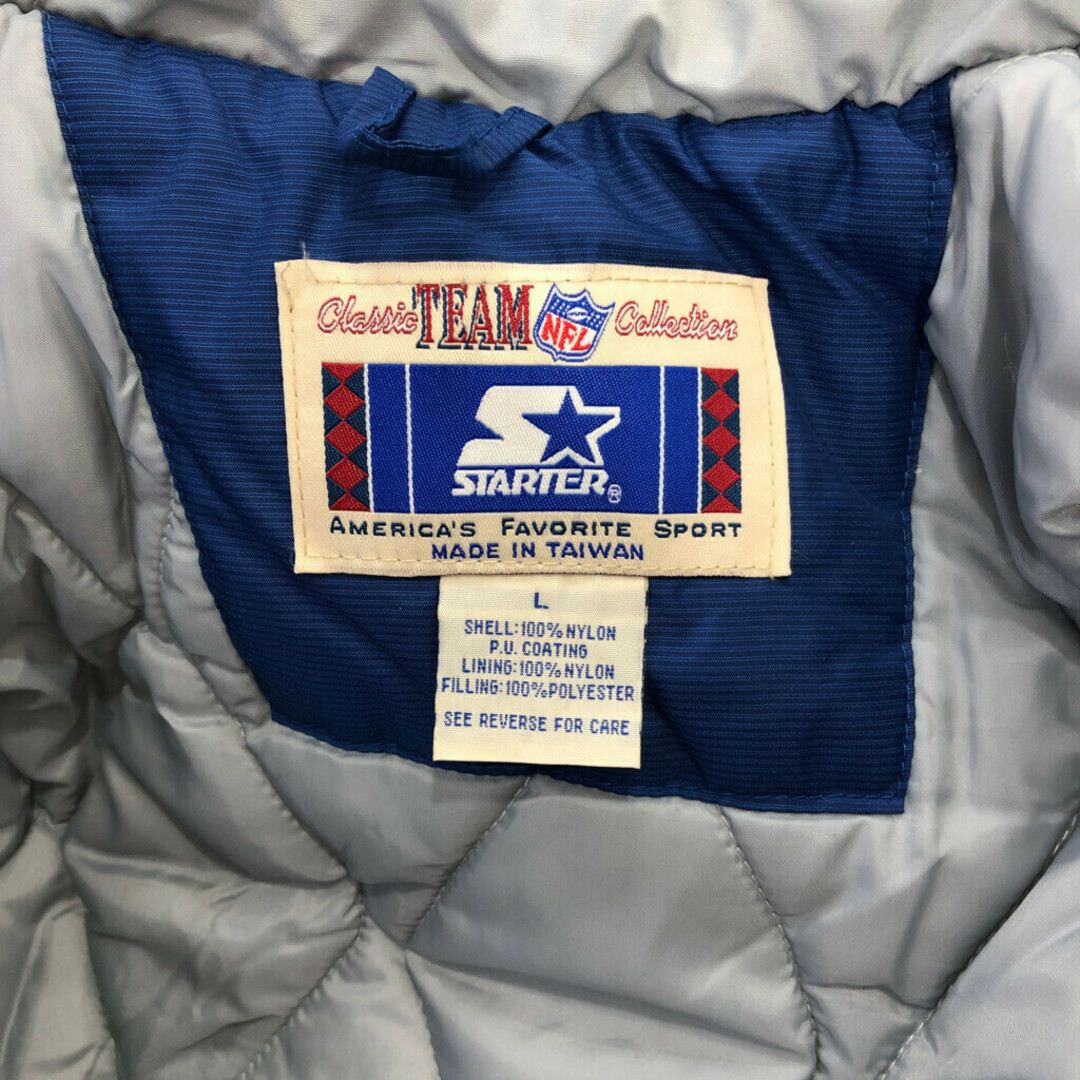 Classic TEAM NFL Collection
STARTER®
AMERICA'S FAVORITE SPORT
MADE IN TAIWAN
L
SHELL:100%NYLON
P.U. COATING
LINING:100%NYLON
FILLING:100%POLYESTER
SEE REVERSE FOR CARE